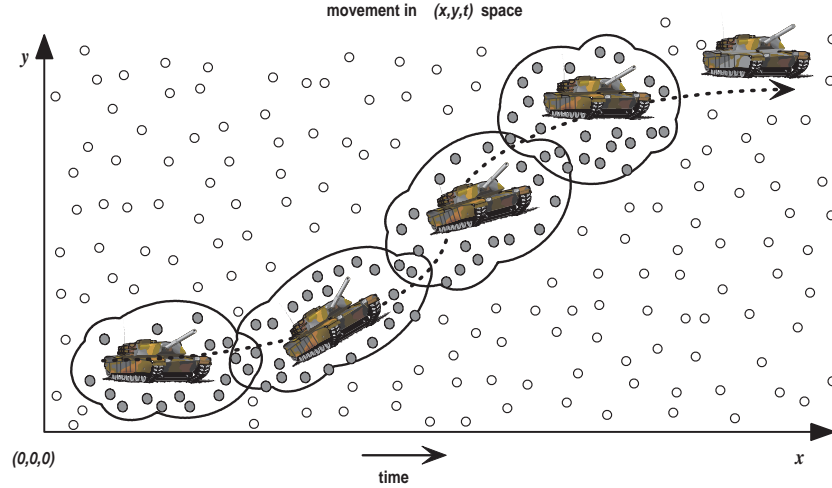 movement in (x,y,t) space
y
(0,0,0)
x
time